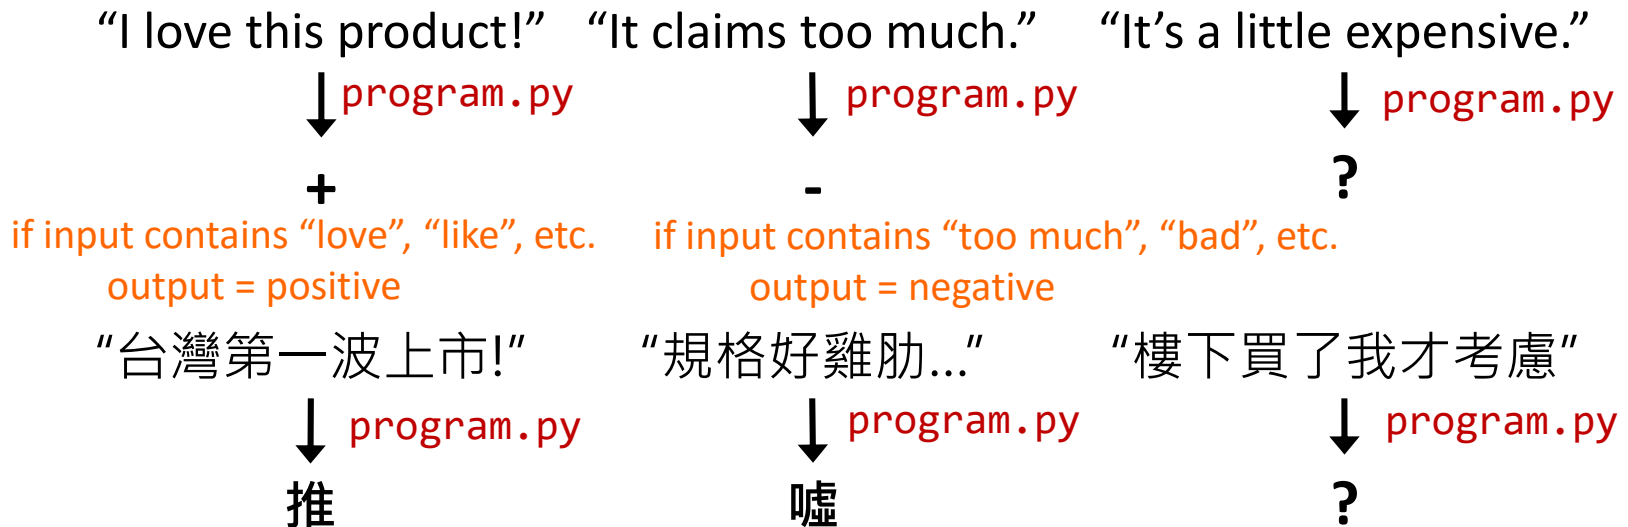 “I love this product!” “It claims too much.” “It’s a little expensive.”
program.py program.py program.py
+ - ?
if input contains “love”, “like”, etc. if input contains “too much”, “bad”, etc.
output = positive output = negative
“台灣第一波上市!” “規格好雞肋…” “樓下買了我才考慮”
program.py program.py program.py
推 噓 ?